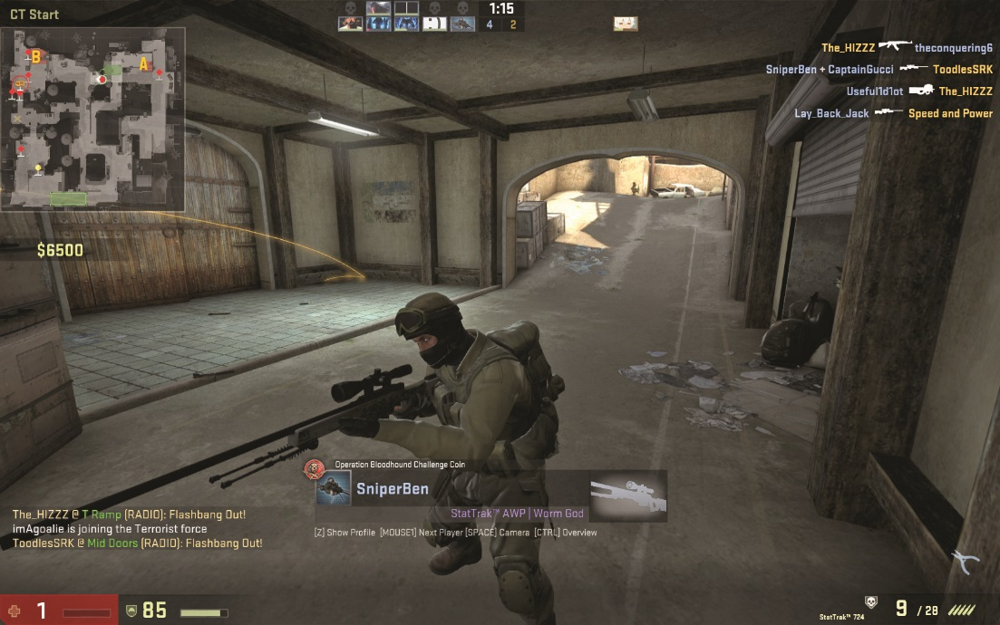 CT Start
1:15
4 2
B
A
$6500
The_HIZZZ theconquering6
SniperBen + CaptainGucci ToodlesSRK
Useful1d1ot The_HIZZZ
Lay_Back_Jack Speed and Power
Operation Bloodhound Challenge Coin
SniperBen
StatTrak™ AWP | Worm God
[Z] Show Profile [MOUSE1] Next Player [SPACE] Camera [CTRL] Overview
The_HIZZZ @ T Ramp (RADIO): Flashbang Out!
imAgoalie is joining the Terrorist force
ToodlesSRK @ Mid Doors (RADIO): Flashbang Out!
1
85
StatTrak™ 724
9 / 28